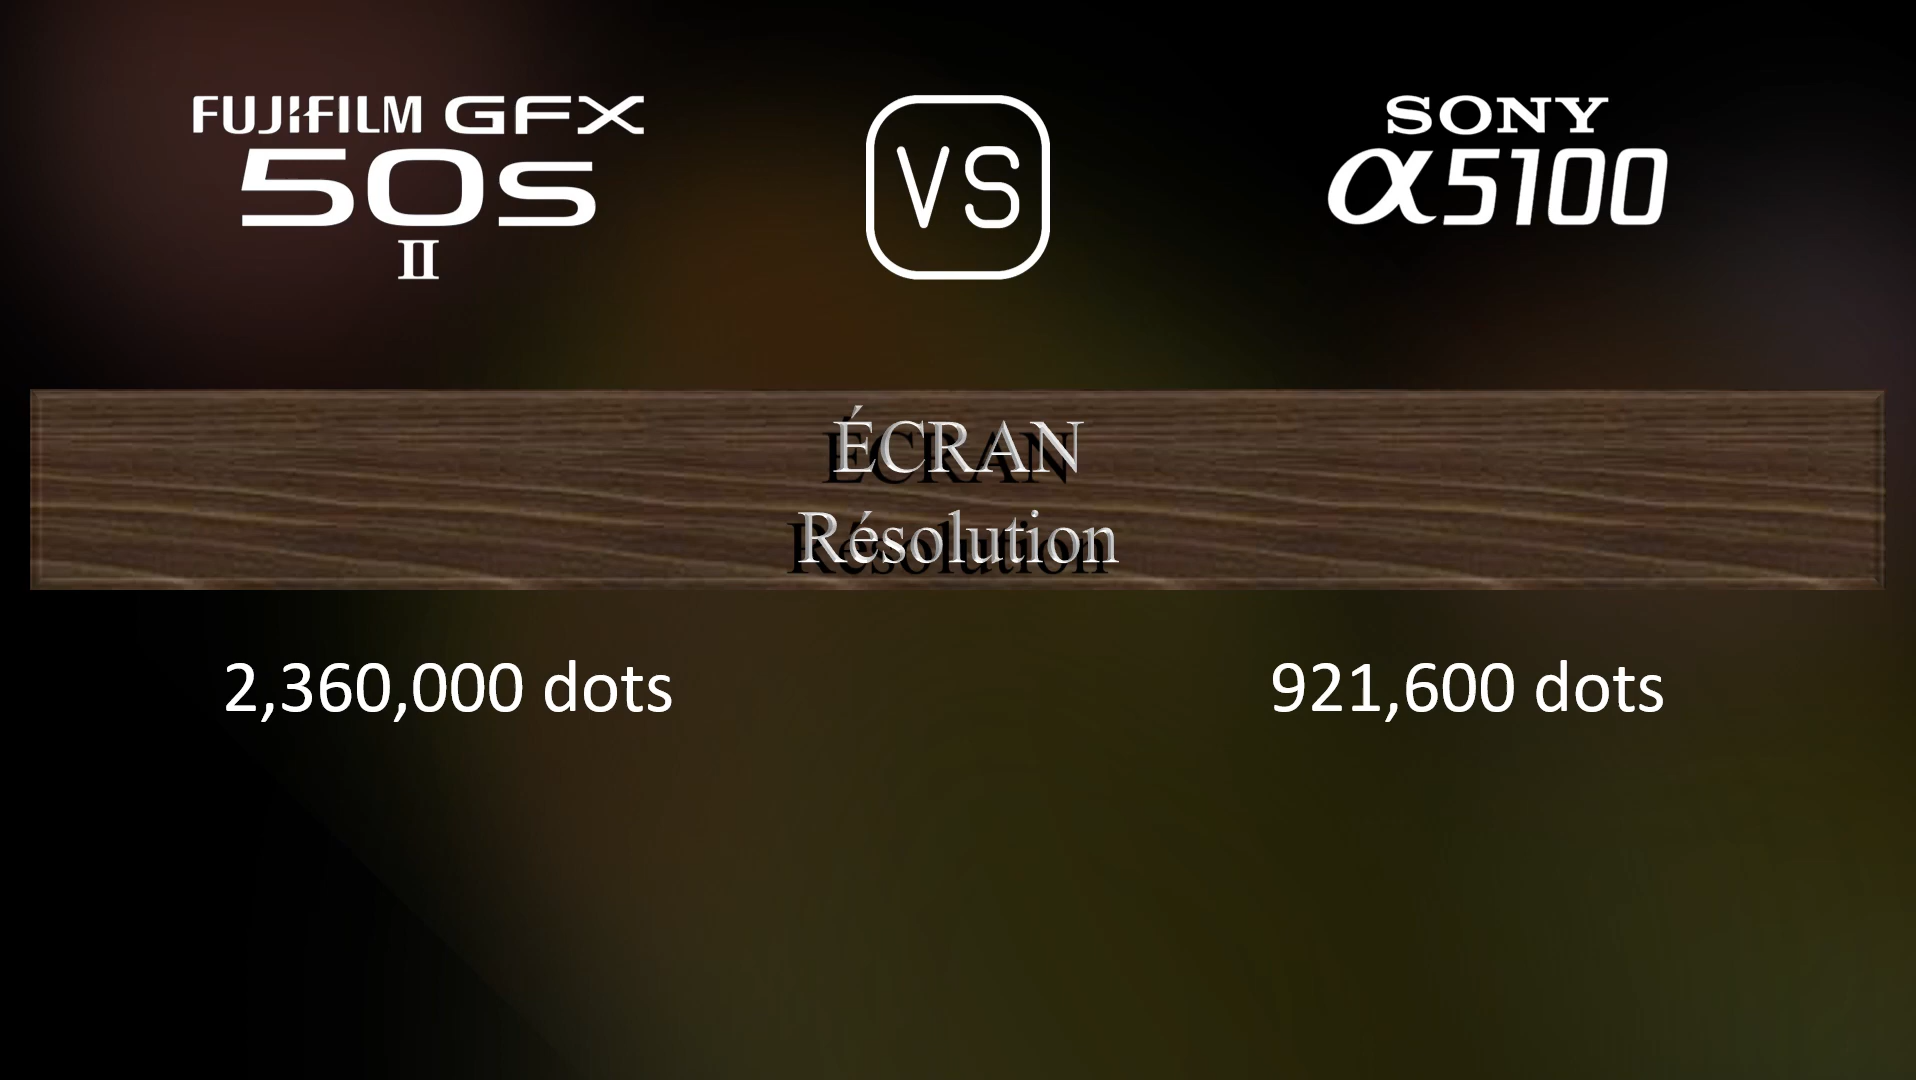 FUJIFILM GFX
50S
II
VS
SONY
α5100
ÉCRAN
Résolution
2,360,000 dots
921,600 dots